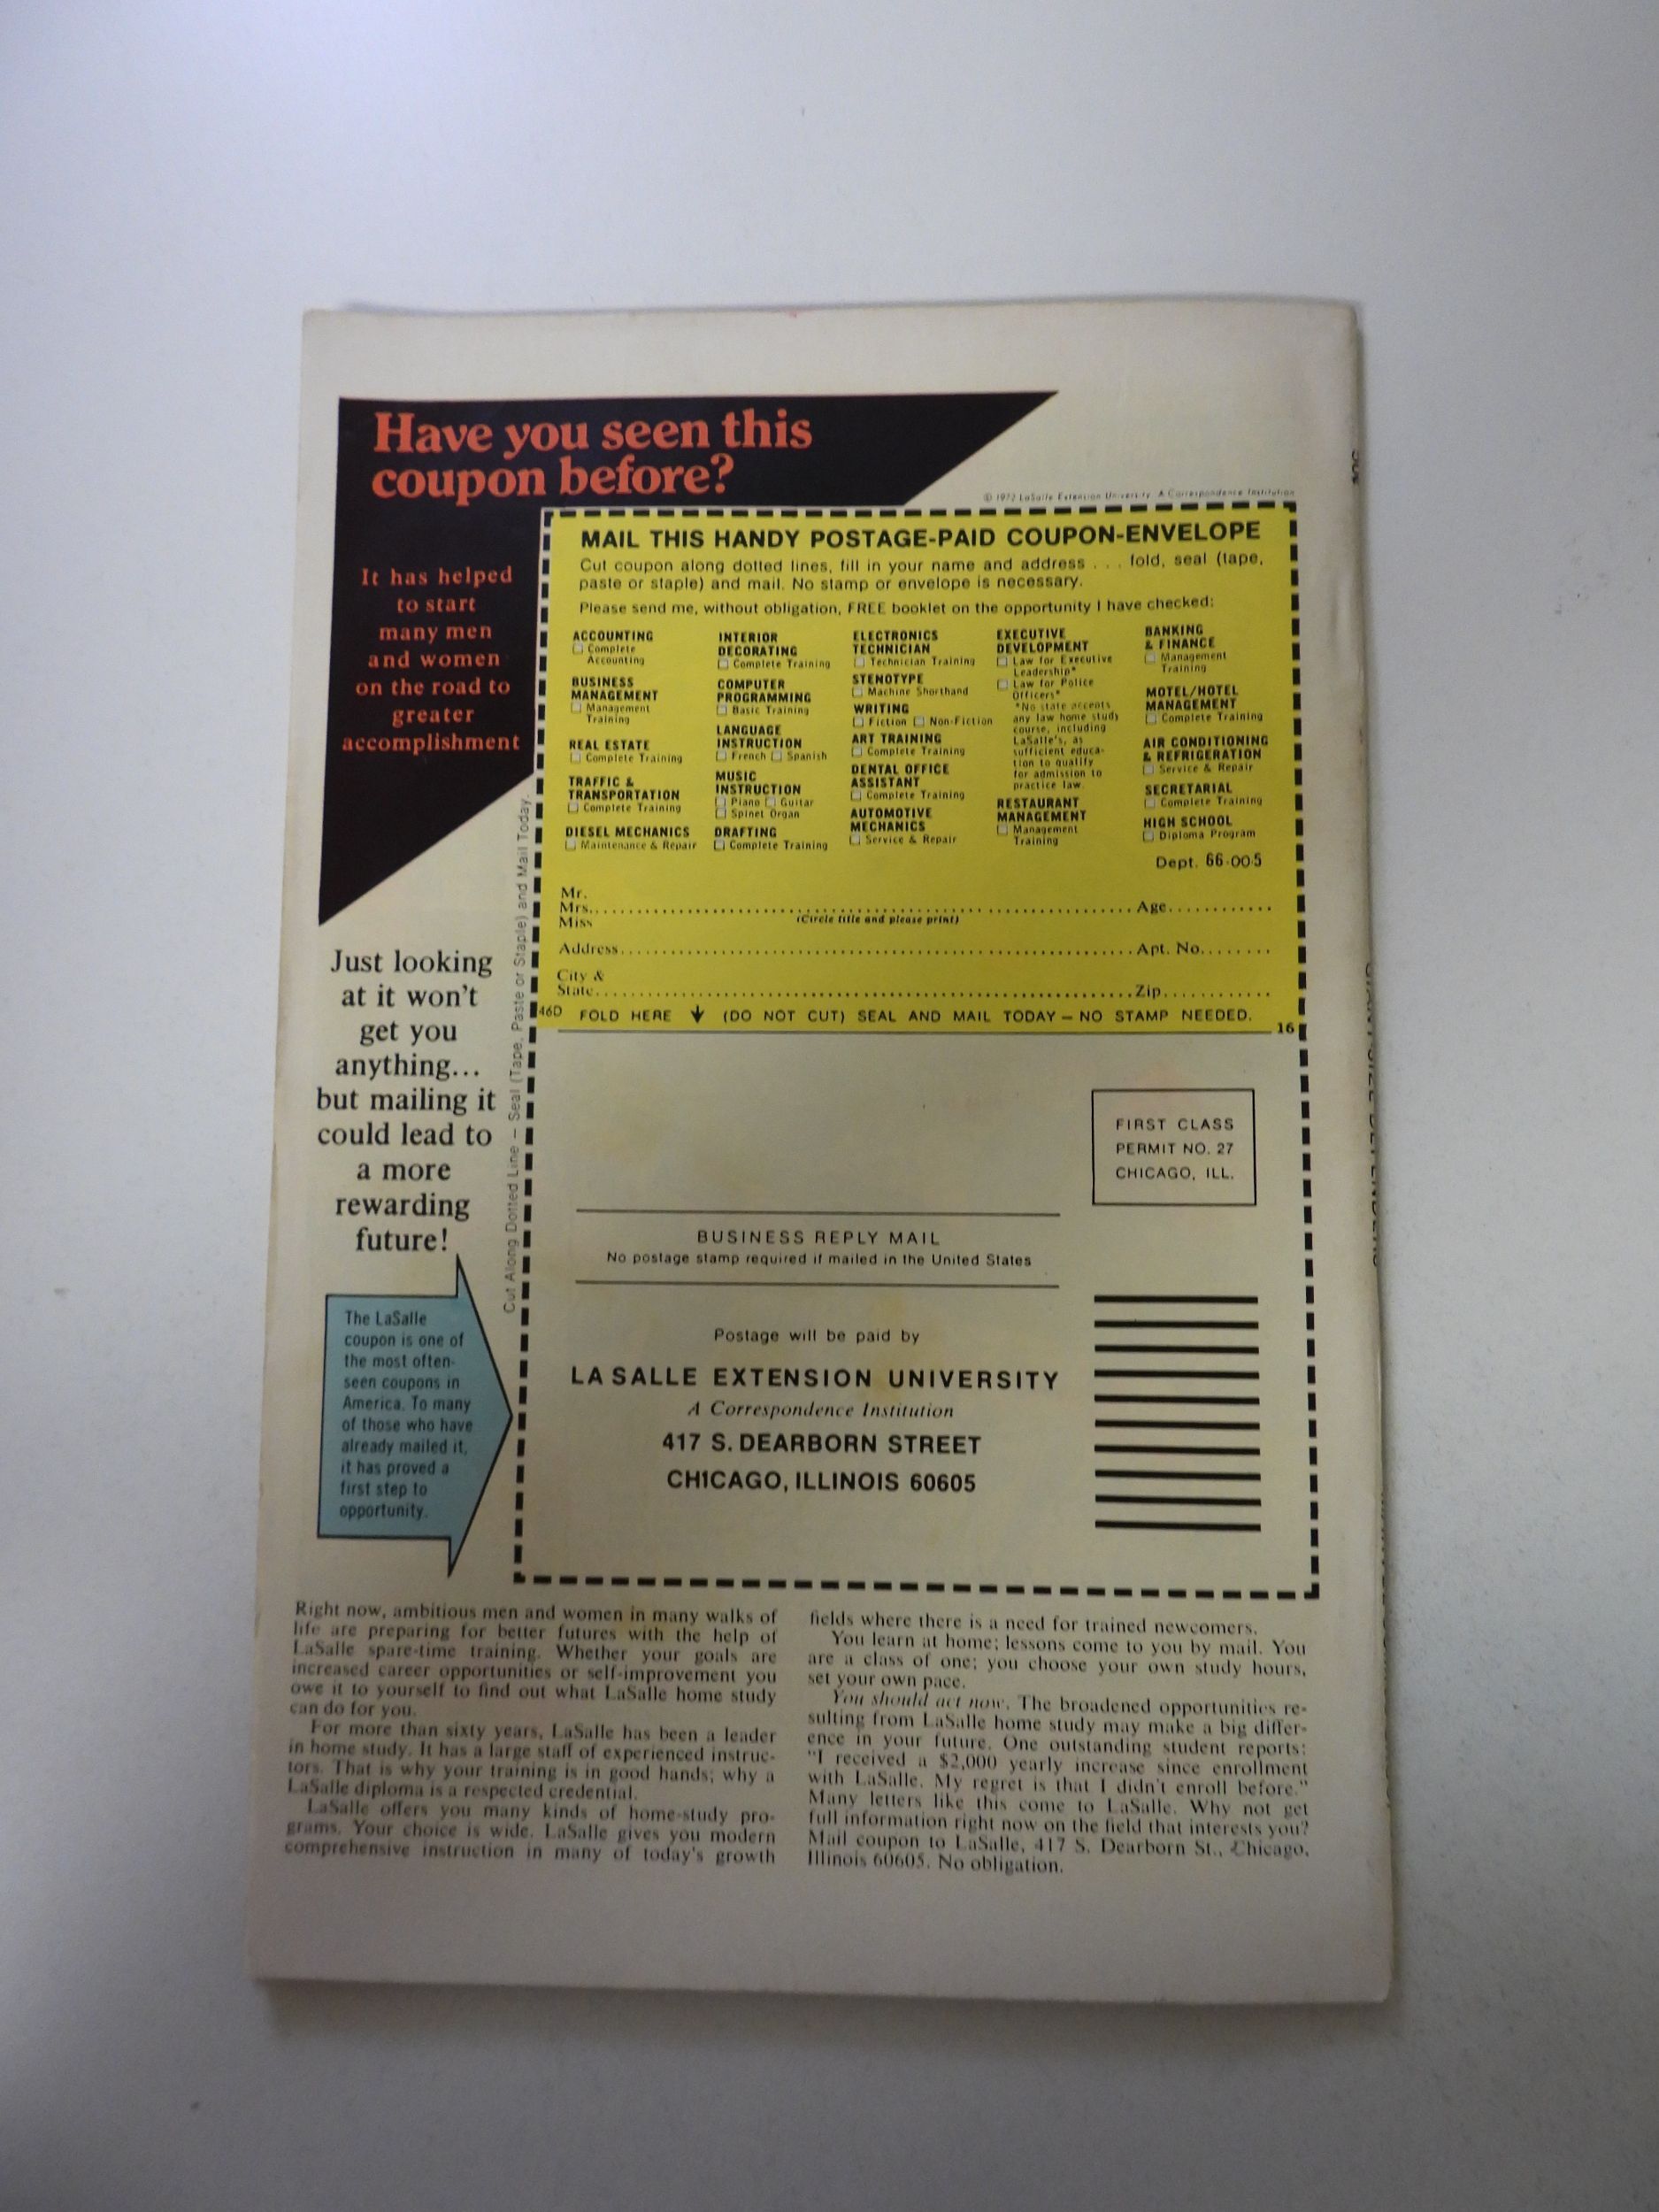 Have you seen this
coupon before?
It has helped
to start
many men
and women
on the road to
greater
accomplishment
Just looking
at it won't
get you
anything...
but mailing it
could lead to
a more
rewarding
future!
The LaSalle
coupon is one of
the most often-
seen coupons in
America. To many
of those who have
already mailed it,
it has proved a
first step to
opportunity.
Cut Along Dotted Line – Seal (Tape, Paste or Staple) and Mail Today.
© 1972 LaSalle Extension University A Correspondence Institution
MAIL THIS HANDY POSTAGE-PAID COUPON-ENVELOPE
Cut coupon along dotted lines, fill in your name and address . . . fold, seal (tape,
paste or staple) and mail. No stamp or envelope is necessary.
Please send me, without obligation, FREE booklet on the opportunity I have checked:
ACCOUNTING
☐ Complete
Accounting
BUSINESS
MANAGEMENT
☐ Management
Training
REAL ESTATE
☐ Complete Training
TRAFFIC &
TRANSPORTATION
☐ Complete Training
DIESEL MECHANICS
☐ Maintenance & Repair
INTERIOR
DECORATING
☐ Complete Training
COMPUTER
PROGRAMMING
☐ Basic Training
LANGUAGE
INSTRUCTION
☐ French ☐ Spanish
MUSIC
INSTRUCTION
☐ Piano ☐ Guitar
☐ Spinet Organ
DRAFTING
☐ Complete Training
ELECTRONICS
TECHNICIAN
☐ Technician Training
STENOTYPE
☐ Machine Shorthand
WRITING
☐ Fiction ☐ Non-Fiction
ART TRAINING
☐ Complete Training
DENTAL OFFICE
ASSISTANT
☐ Complete Training
AUTOMOTIVE
MECHANICS
☐ Service & Repair
EXECUTIVE
DEVELOPMENT
☐ Law for Executive
Leadership*
☐ Law for Police
Officers*
*No state accepts
any law home study
course, including
LaSalle's, as
sufficient educa-
tion to qualify
for admission to
practice law.
RESTAURANT
MANAGEMENT
☐ Management
Training
BANKING
& FINANCE
☐ Management
Training
MOTEL/HOTEL
MANAGEMENT
☐ Complete Training
AIR CONDITIONING
& REFRIGERATION
☐ Service & Repair
SECRETARIAL
☐ Complete Training
HIGH SCHOOL
☐ Diploma Program
Dept. 66-005
Mr.
Mrs. Age
Miss (Circle title and please print)
Address Apt. No.
City &
State Zip
46D FOLD HERE ↓ (DO NOT CUT) SEAL AND MAIL TODAY – NO STAMP NEEDED.
16
FIRST CLASS
PERMIT NO. 27
CHICAGO, ILL.
BUSINESS REPLY MAIL
No postage stamp required if mailed in the United States
Postage will be paid by
LA SALLE EXTENSION UNIVERSITY
A Correspondence Institution
417 S. DEARBORN STREET
CHICAGO, ILLINOIS 60605
Right now, ambitious men and women in many walks of
life are preparing for better futures with the help of
LaSalle spare-time training. Whether your goals are
increased career opportunities or self-improvement you
owe it to yourself to find out what LaSalle home study
can do for you.
For more than sixty years, LaSalle has been a leader
in home study. It has a large staff of experienced instruc-
tors. That is why your training is in good hands; why a
LaSalle diploma is a respected credential.
LaSalle offers you many kinds of home-study pro-
grams. Your choice is wide. LaSalle gives you modern
comprehensive instruction in many of today's growth
fields where there is a need for trained newcomers.
You learn at home; lessons come to you by mail. You
are a class of one; you choose your own study hours,
set your own pace.
You should act now. The broadened opportunities re-
sulting from LaSalle home study may make a big differ-
ence in your future. One outstanding student reports:
"I received a $2,000 yearly increase since enrollment
with LaSalle. My regret is that I didn't enroll before."
Many letters like this come to LaSalle. Why not get
full information right now on the field that interests you?
Mail coupon to LaSalle, 417 S. Dearborn St., Chicago,
Illinois 60605. No obligation.